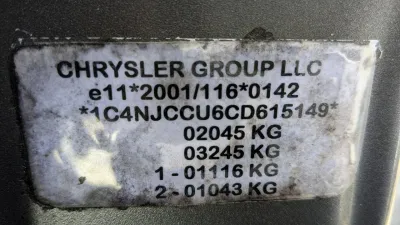 CHRYSLER GROUP LLC
e11*2001/116*0142
*1C4NJCCU6CD615149*
02045 KG
03245 KG
1 - 01116 KG
2 - 01043 KG